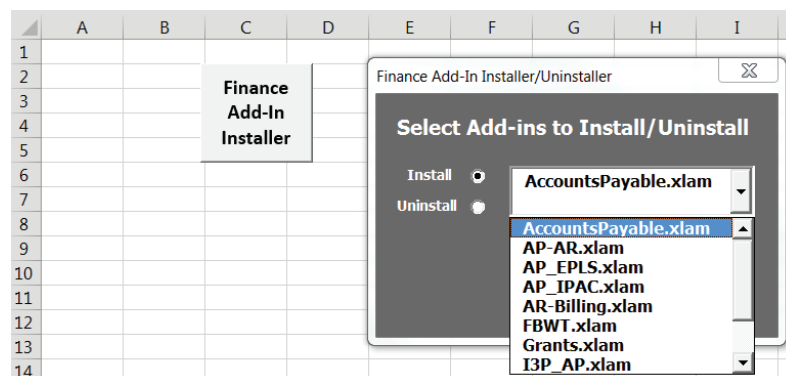 A B C D E F G H I
1
2
3
4
5
6
7
8
9
10
11
12
13
14
Finance
Add-In
Installer
Finance Add-In Installer/Uninstaller
Select Add-ins to Install/Uninstall
Install
Uninstall
AccountsPayable.xlam
AccountsPayable.xlam
AP-AR.xlam
AP_EPLS.xlam
AP_IPAC.xlam
AR-Billing.xlam
FBWT.xlam
Grants.xlam
I3P_AP.xlam